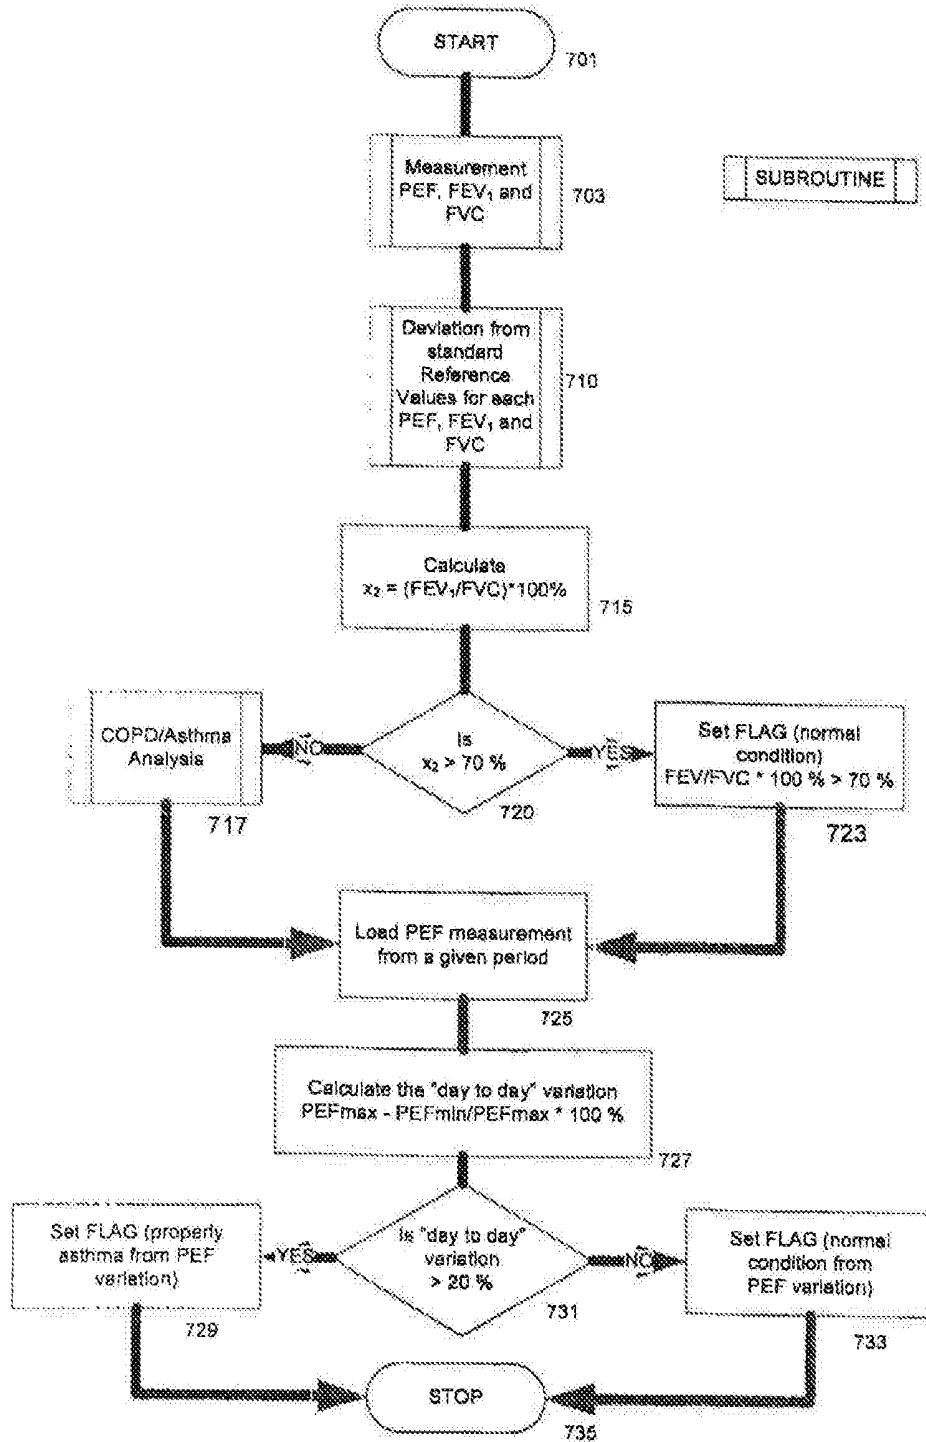 START
701
Measurement
PEF, FEV₁ and
FVC
703
SUBROUTINE
Deviation from
standard
Reference
Values for each
PEF, FEV₁ and
FVC
710
Calculate
x₂ = (FEV₁/FVC)*100%
715
COPD/Asthma
Analysis
717
NO
Is
x₂ > 70 %
720
YES
Set FLAG (normal
condition)
FEV/FVC * 100 % > 70 %
723
Load PEF measurement
from a given period
725
Calculate the "day to day" variation
PEFmax - PEFmin/PEFmax * 100 %
727
Set FLAG (properly
asthma from PEF
variation)
729
YES
Is "day to day"
variation
> 20 %
731
NO
Set FLAG (normal
condition from
PEF variation)
733
STOP
735